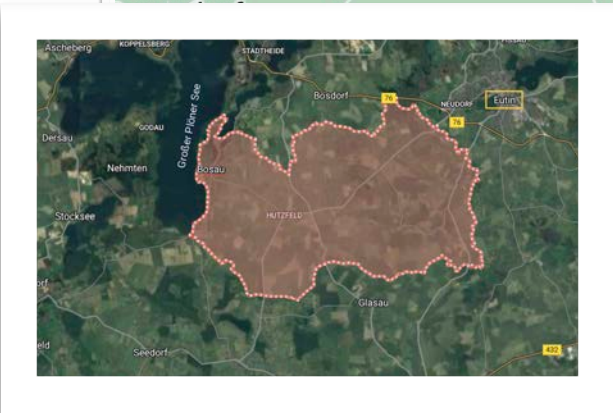 Ascheberg
KOPPELSBERG
STADTHEIDE
Bosdorf
76
NEUDORF
Eutin
76
GODAU
Großer Plöner See
Dersau
Nehmten
Bosau
Stocksee
HUTZFELD
Glasau
Seedorf
432